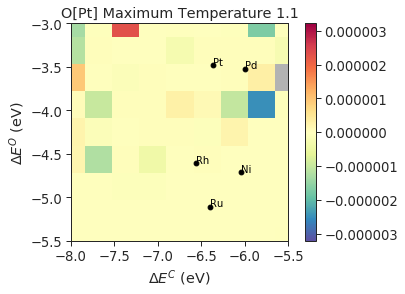 O[Pt] Maximum Temperature 1.1
−3.0
−3.5
−4.0
−4.5
−5.0
−5.5
ΔE^O (eV)
Pt
Pd
Rh
Ni
Ru
−8.0 −7.5 −7.0 −6.5 −6.0 −5.5
ΔE^C (eV)
0.000003
0.000002
0.000001
0.000000
−0.000001
−0.000002
−0.000003